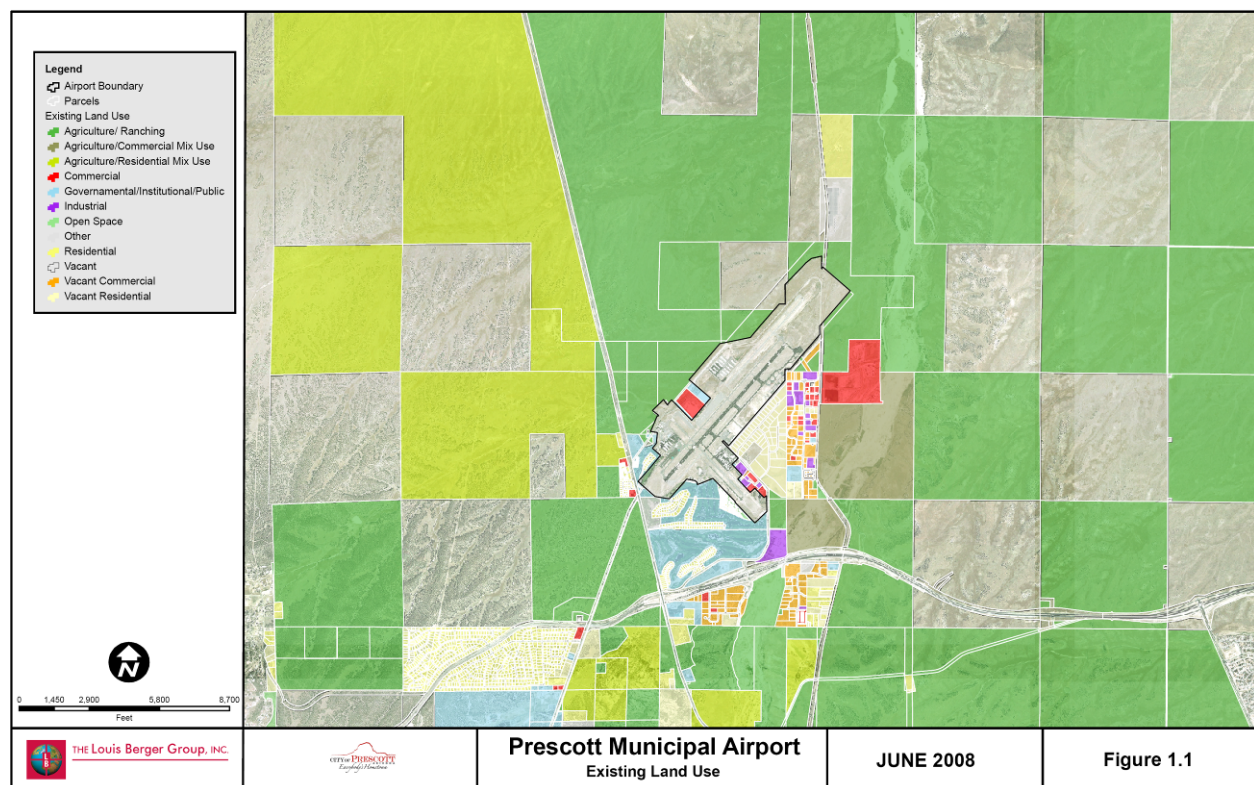 Legend
Airport Boundary
Parcels
Existing Land Use
Agriculture/ Ranching
Agriculture/Commercial Mix Use
Agriculture/Residential Mix Use
Commercial
Governamental/Institutional/Public
Industrial
Open Space
Other
Residential
Vacant
Vacant Commercial
Vacant Residential
N
0 1,450 2,900 5,800 8,700
Feet
THE Louis Berger Group, INC.
CITY OF PRESCOTT
Everybody's Hometown
Prescott Municipal Airport
Existing Land Use
JUNE 2008
Figure 1.1